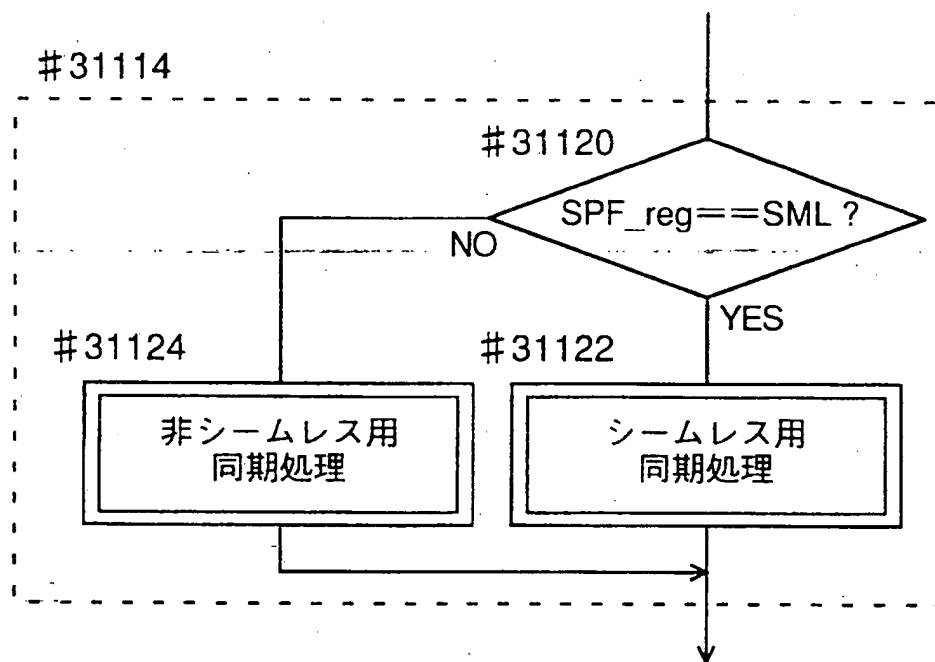 #31114
#31120
SPF_reg==SML ?
NO
YES
#31124
#31122
非シームレス用
同期処理
シームレス用
同期処理